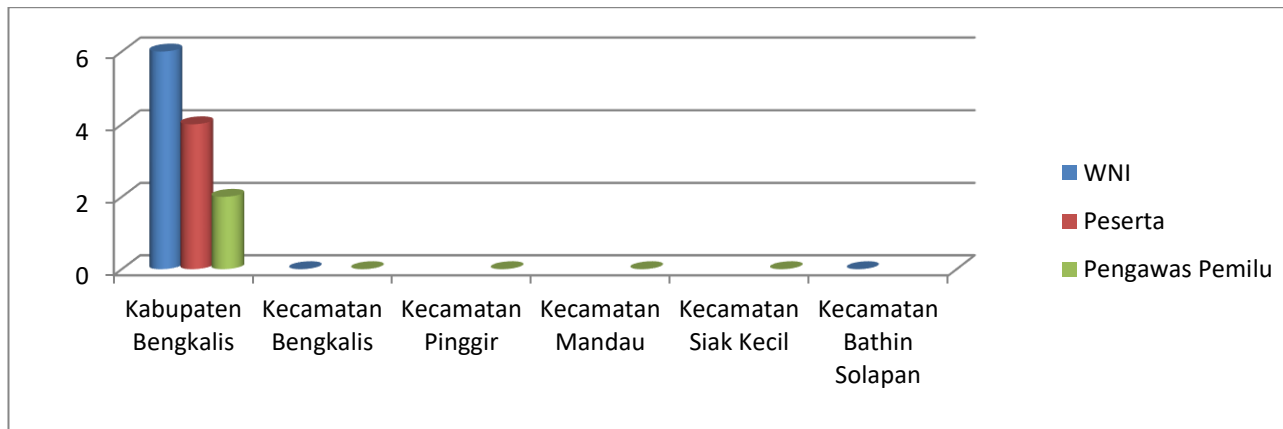 6
4
2
0
Kabupaten
Bengkalis
Kecamatan
Bengkalis
Kecamatan
Pinggir
Kecamatan
Mandau
Kecamatan
Siak Kecil
Kecamatan
Bathin
Solapan
WNI
Peserta
Pengawas Pemilu